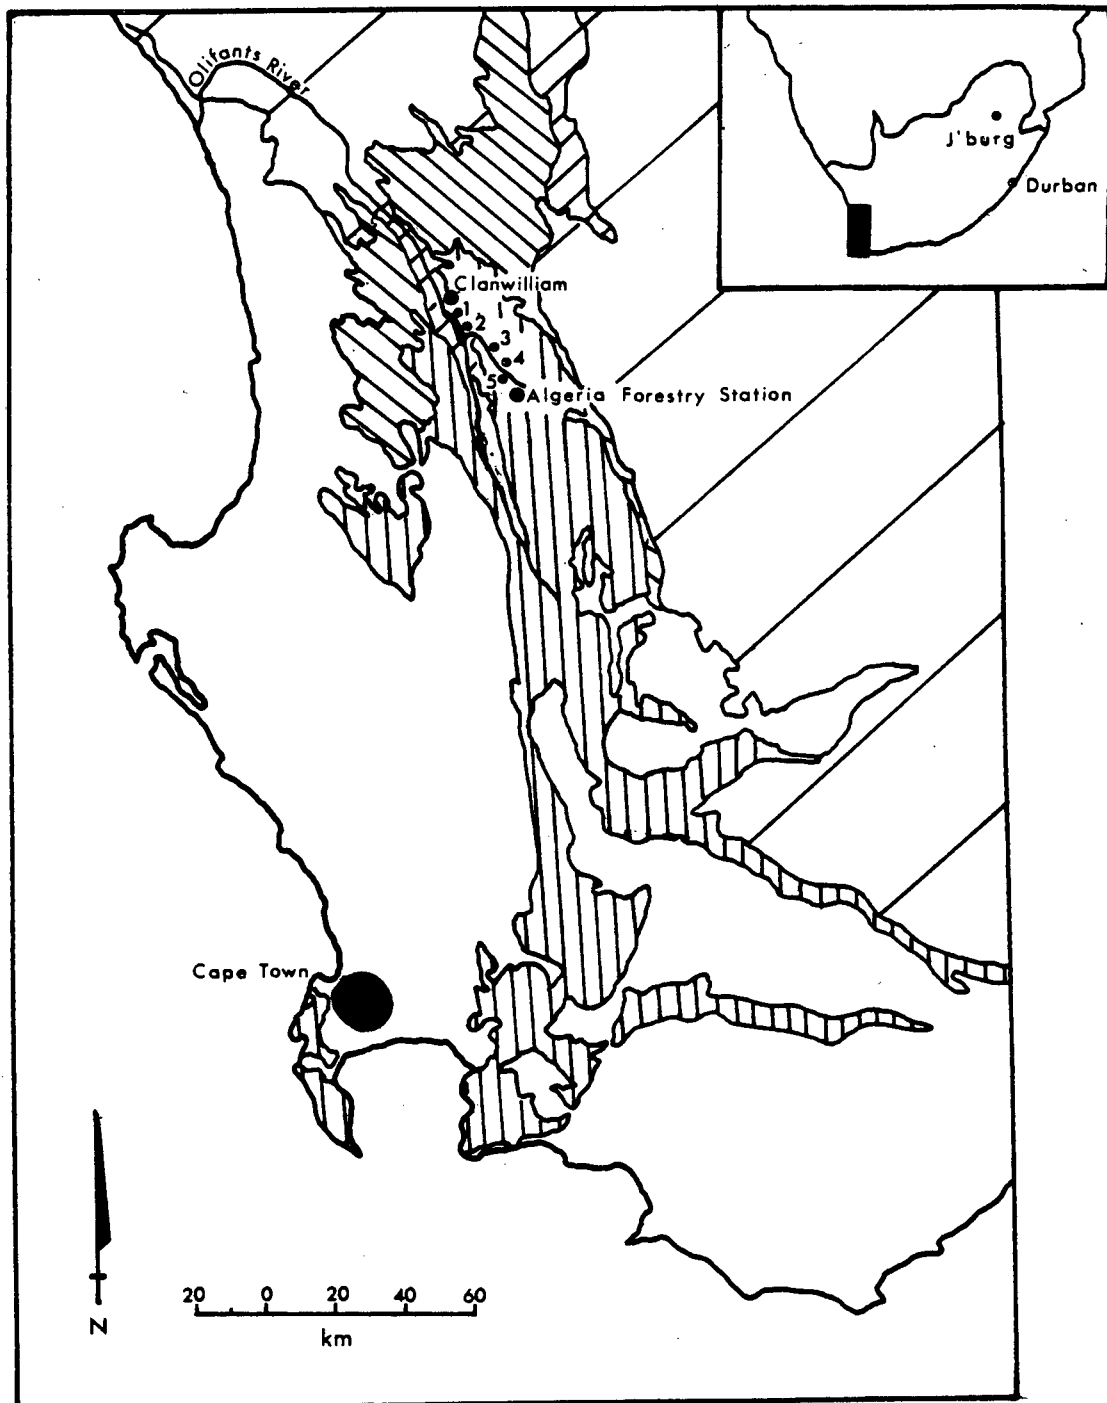 Olifants River
J'burg
Durban
Clanwilliam
1
2
3
4
5
Algeria Forestry Station
Cape Town
20 0 20 40 60
km
N